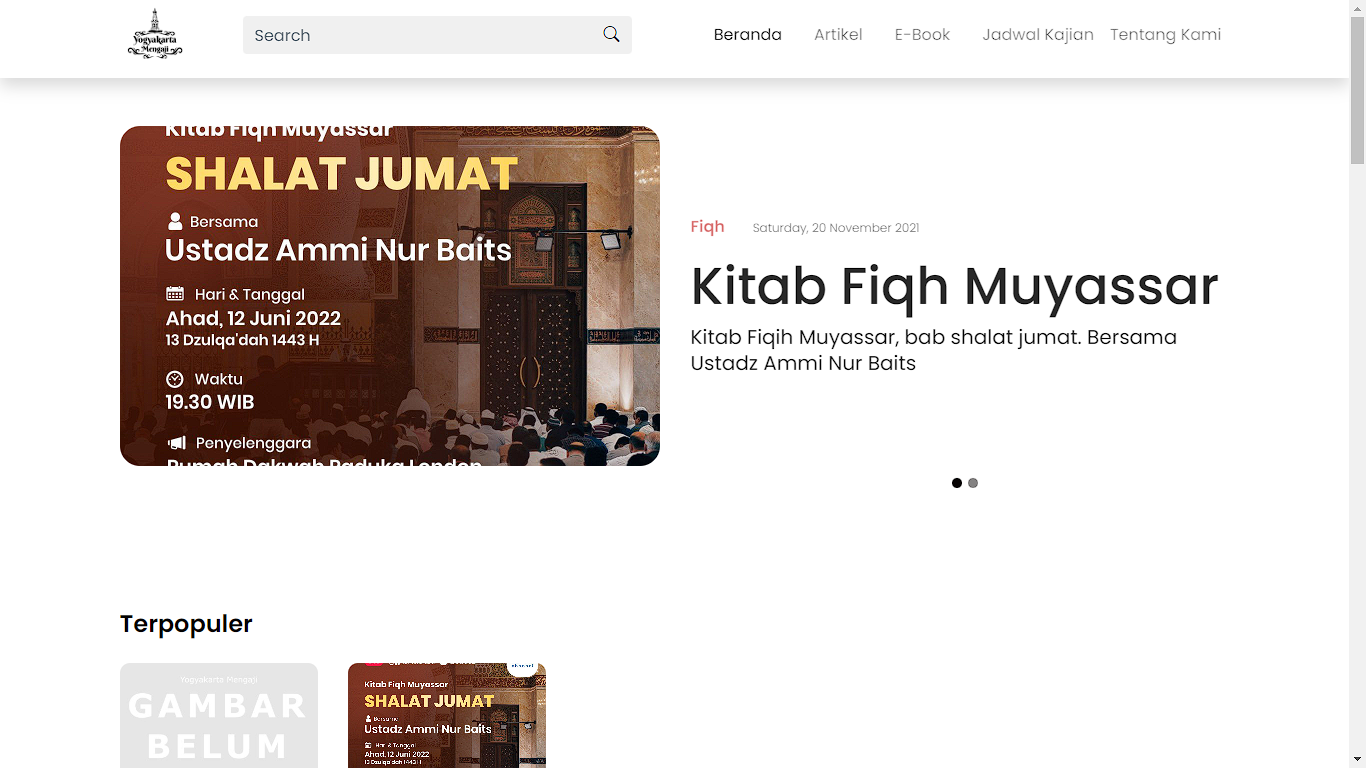 Yogyakarta
Mengaji
Search
Beranda
Artikel
E-Book
Jadwal Kajian
Tentang Kami
Kitab Fiqh Muyassar
SHALAT JUMAT
Bersama
Ustadz Ammi Nur Baits
Hari & Tanggal
Ahad, 12 Juni 2022
13 Dzulqa'dah 1443 H
Waktu
19.30 WIB
Penyelenggara
Rumah Dakwah Paduka London
Fiqh
Saturday, 20 November 2021
Kitab Fiqh Muyassar
Kitab Fiqih Muyassar, bab shalat jumat. Bersama
Ustadz Ammi Nur Baits
Terpopuler
Yogyakarta Mengaji
GAMBAR
BELUM
Kitab Fiqh Muyassar
SHALAT JUMAT
Bersama
Ustadz Ammi Nur Baits
Hari & Tanggal
Ahad, 12 Juni 2022
13 Dzulqa'dah 1443 H